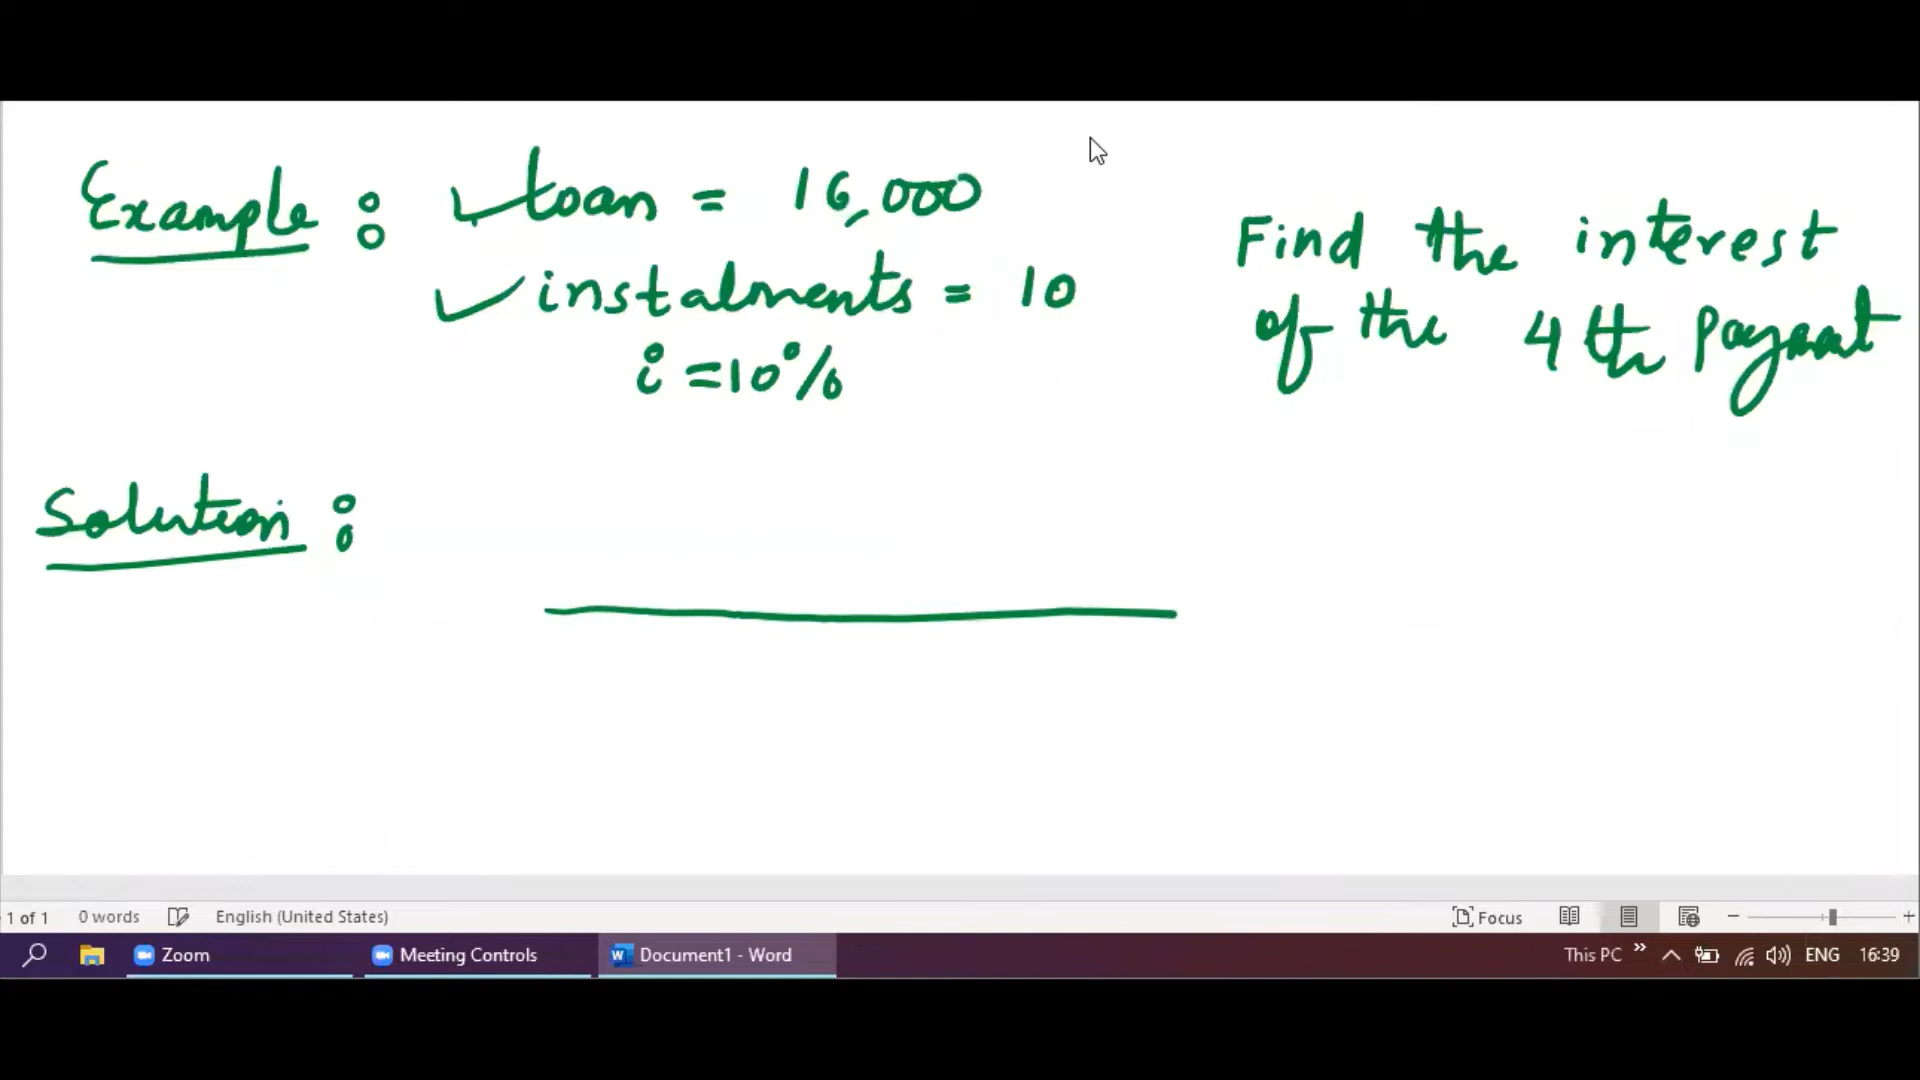 Example : loan = 16,000
instalments = 10
i = 10%
Find the interest
of the 4th Payment
Solution :
1 of 1 0 words English (United States) Focus
Zoom Meeting Controls Document1 - Word This PC ENG 16:39